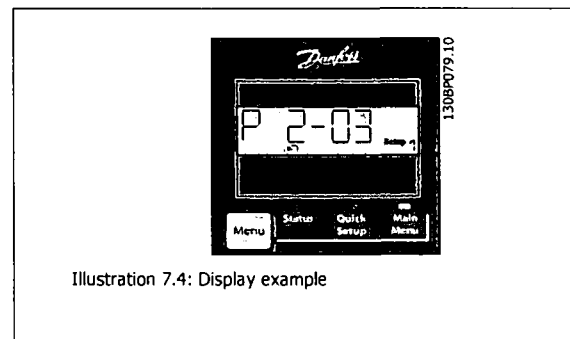 Danfoss
130BP079.10
P 2-03
Setup 1
Menu
Status
Quick Setup
Main Menu
Illustration 7.4: Display example